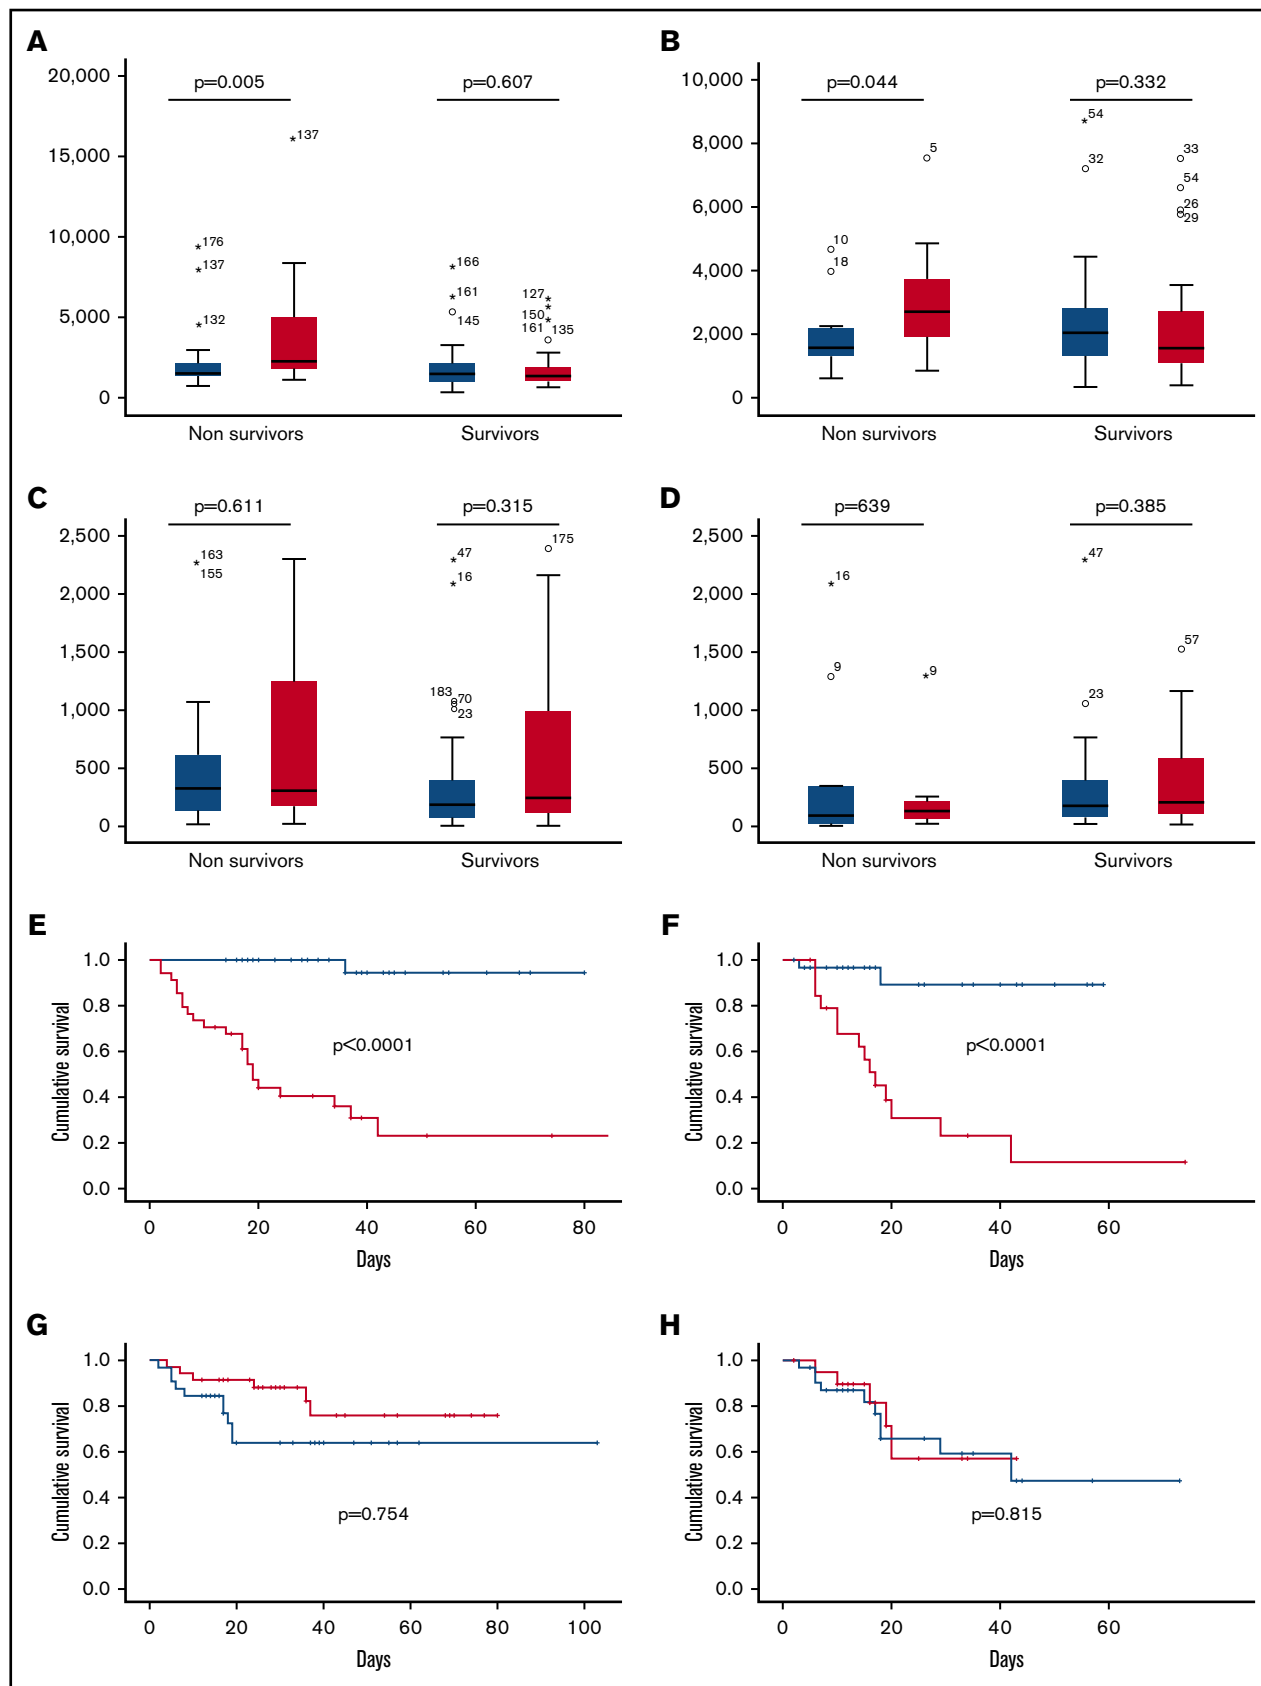 A
20,000
15,000
10,000
5,000
0
p=0.005
p=0.607
137
176
137
132
166
161
145
127
150
161
135
Non survivors
Survivors
B
10,000
8,000
6,000
4,000
2,000
0
p=0.044
p=0.332
10
18
5
54
32
33
54
26
29
Non survivors
Survivors
C
2,500
2,000
1,500
1,000
500
0
p=0.611
p=0.315
163
155
47
16
183
70
23
175
Non survivors
Survivors
D
2,500
2,000
1,500
1,000
500
0
p=639
p=0.385
16
9
9
47
23
57
Non survivors
Survivors
E
Cumulative survival
1.0
0.8
0.6
0.4
0.2
0.0
p<0.0001
0 20 40 60 80
Days
F
Cumulative survival
1.0
0.8
0.6
0.4
0.2
0.0
p<0.0001
0 20 40 60
Days
G
Cumulative survival
1.0
0.8
0.6
0.4
0.2
0.0
p=0.754
0 20 40 60 80 100
Days
H
Cumulative survival
1.0
0.8
0.6
0.4
0.2
0.0
p=0.815
0 20 40 60
Days